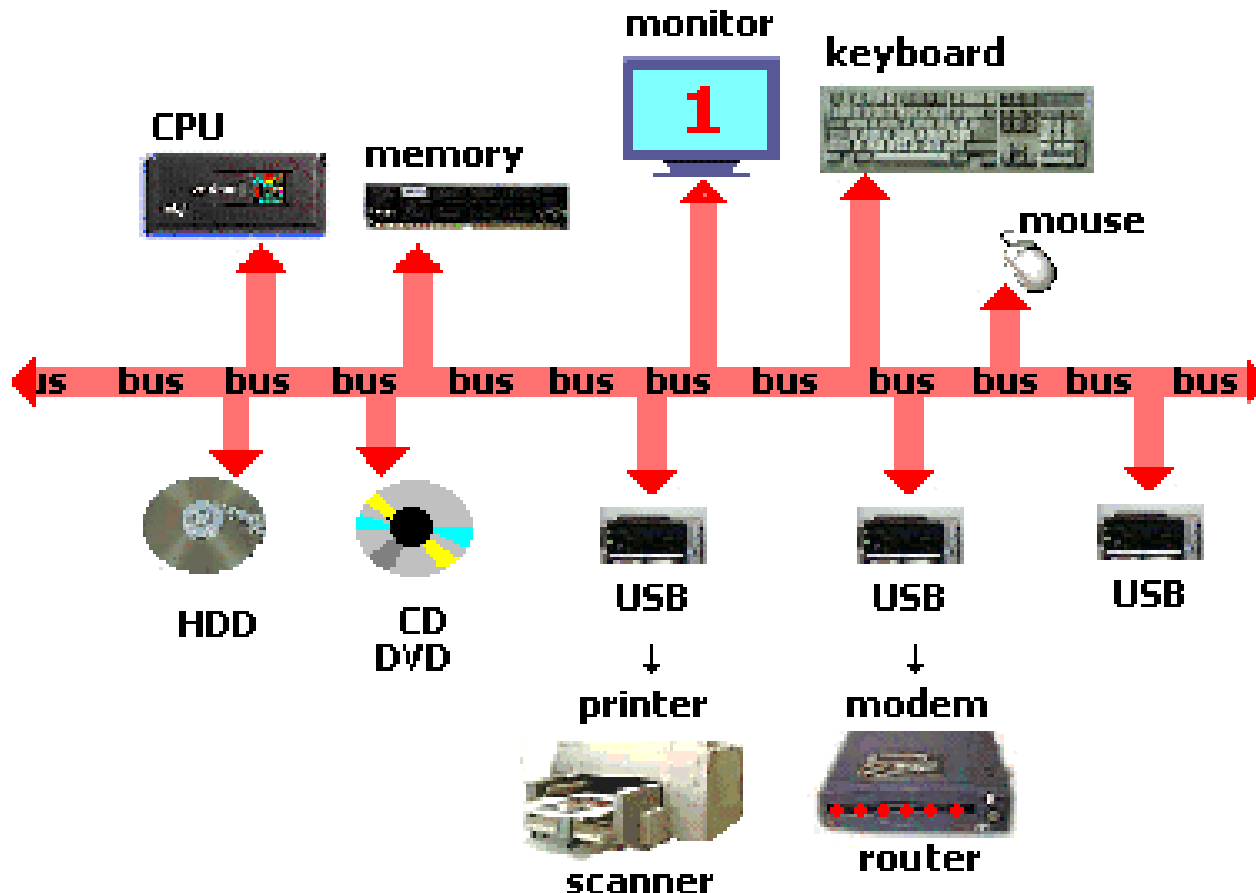 monitor
keyboard
1
CPU
memory
mouse
us bus bus bus bus bus bus bus bus bus bus bus
HDD
CD
DVD
USB
USB
USB
↓
↓
printer
modem
scanner
router